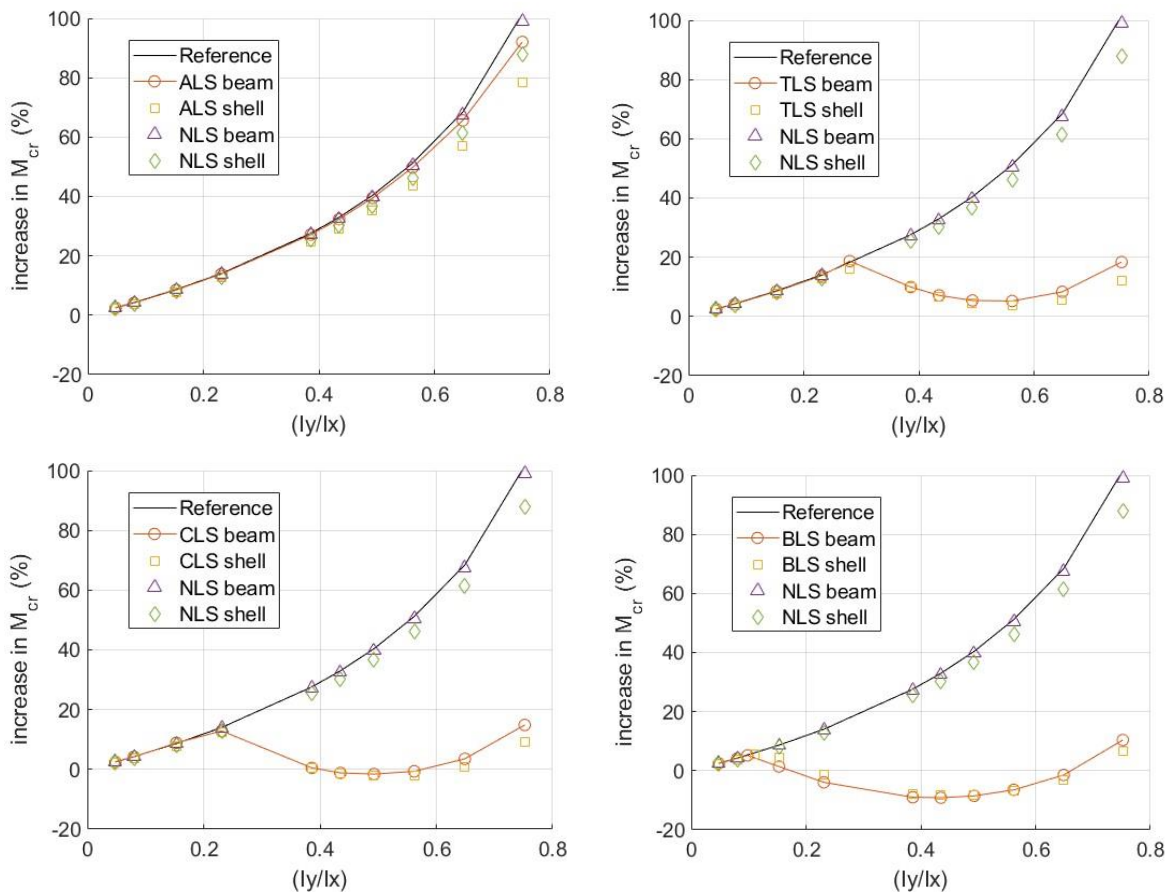 100
80
60
40
20
0
-20
increase in M_cr (%)
Reference
ALS beam
ALS shell
NLS beam
NLS shell
0
0.2
0.4
0.6
0.8
(Iy/Ix)
100
80
60
40
20
0
-20
increase in M_cr (%)
Reference
TLS beam
TLS shell
NLS beam
NLS shell
0
0.2
0.4
0.6
0.8
(Iy/Ix)
100
80
60
40
20
0
-20
increase in M_cr (%)
Reference
CLS beam
CLS shell
NLS beam
NLS shell
0
0.2
0.4
0.6
0.8
(Iy/Ix)
100
80
60
40
20
0
-20
increase in M_cr (%)
Reference
BLS beam
BLS shell
NLS beam
NLS shell
0
0.2
0.4
0.6
0.8
(Iy/Ix)